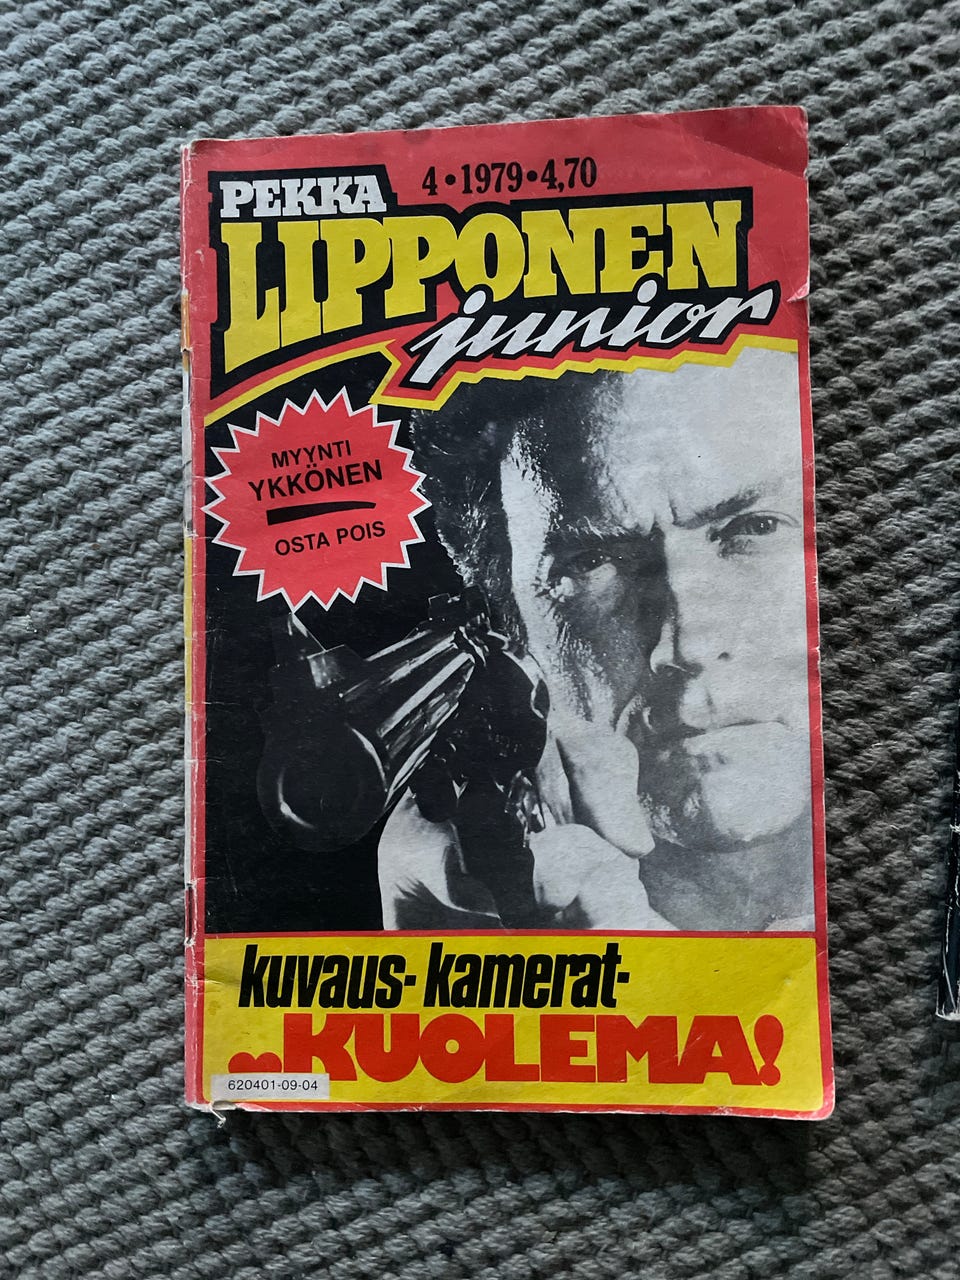 PEKKA
4 • 1979 • 4,70
LIPPONEN
junior
MYYNTI
YKKÖNEN
OSTA POIS
kuvaus- kamerat-
..KUOLEMA!
620401-09-04